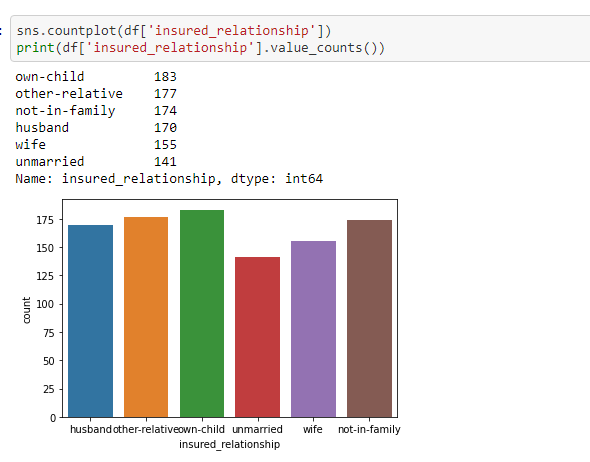 sns.countplot(df['insured_relationship'])
print(df['insured_relationship'].value_counts())
own-child 183
other-relative 177
not-in-family 174
husband 170
wife 155
unmarried 141
Name: insured_relationship, dtype: int64
175
150
125
100
75
50
25
0
count
husband other-relative own-child unmarried wife not-in-family
insured_relationship